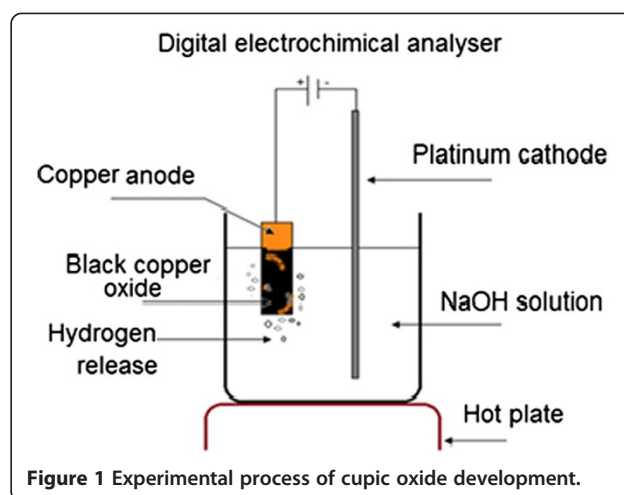 Digital electrochimical analyser
+ -
Platinum cathode
Copper anode
Black copper
oxide
NaOH solution
Hydrogen
release
Hot plate
Figure 1 Experimental process of cupic oxide development.